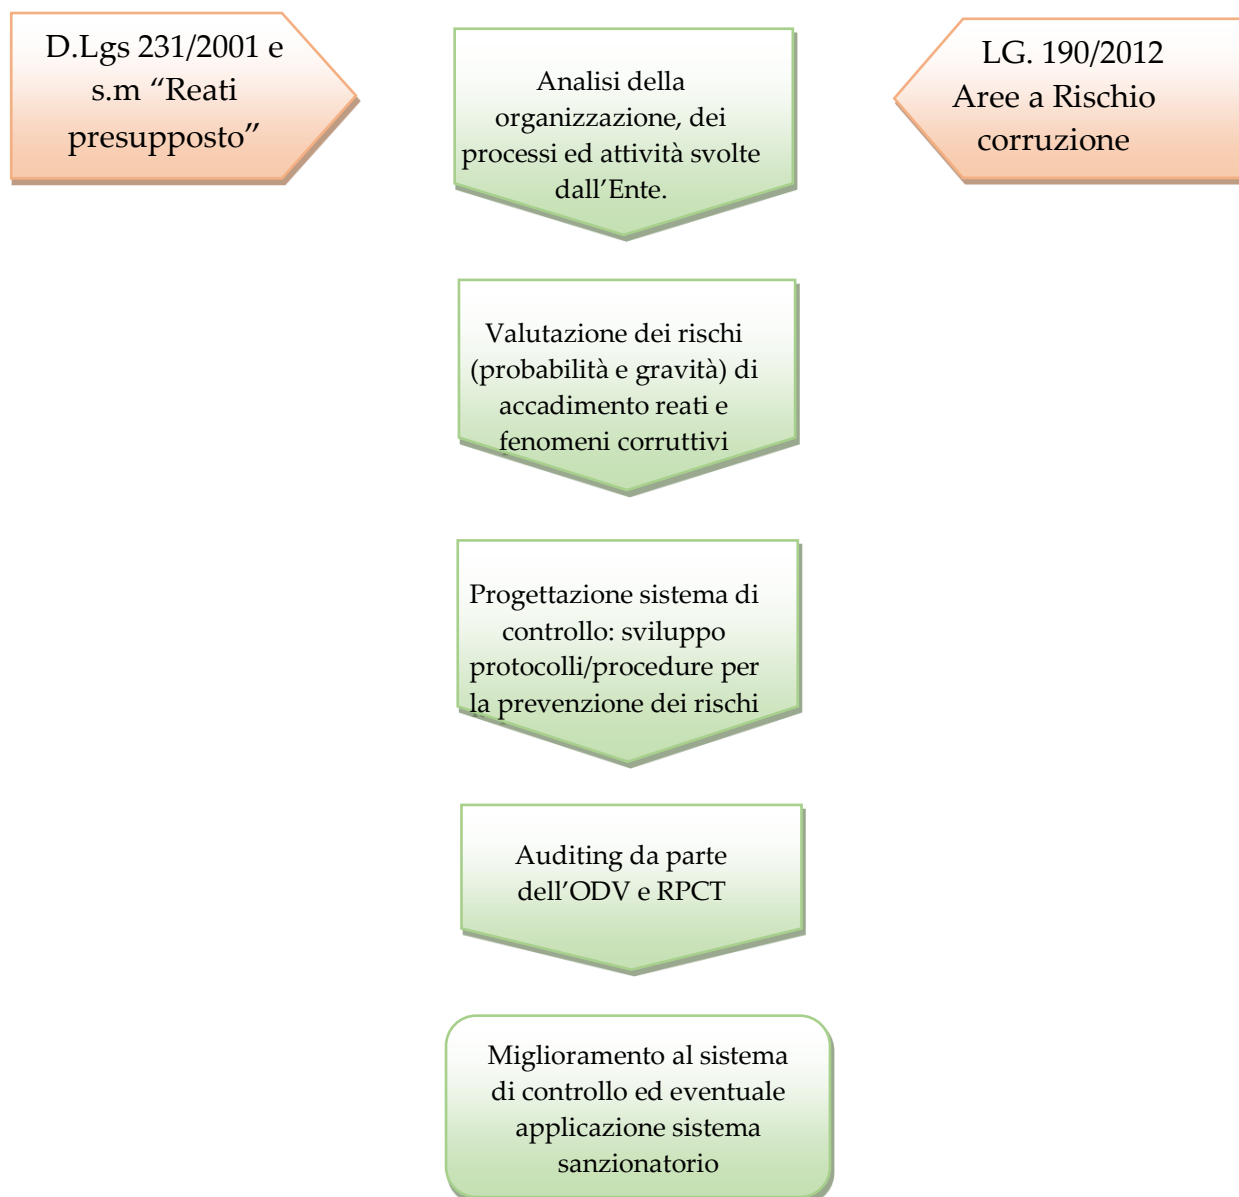 D.Lgs 231/2001 e
s.m “Reati
presupposto”
Analisi della
organizzazione, dei
processi ed attività svolte
dall’Ente.
LG. 190/2012
Aree a Rischio
corruzione
Valutazione dei rischi
(probabilità e gravità) di
accadimento reati e
fenomeni corruttivi
Progettazione sistema di
controllo: sviluppo
protocolli/procedure per
la prevenzione dei rischi
Auditing da parte
dell’ODV e RPCT
Miglioramento al sistema
di controllo ed eventuale
applicazione sistema
sanzionatorio